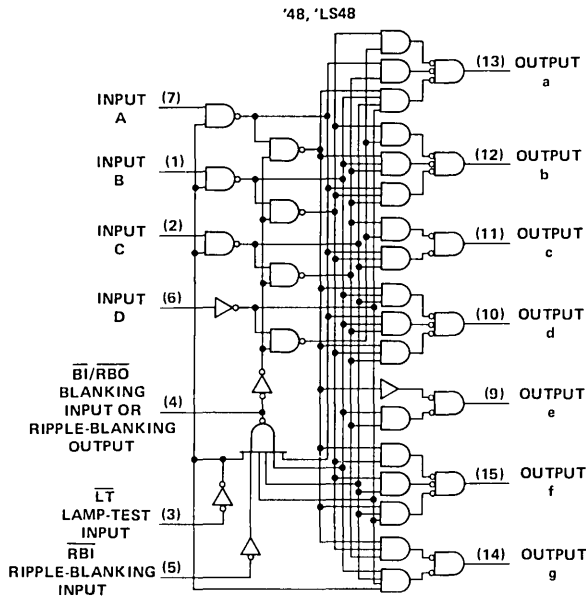 '48, 'LS48
INPUT A (7)
INPUT B (1)
INPUT C (2)
INPUT D (6)
BI/RBO (4)
BLANKING
INPUT OR
RIPPLE-BLANKING
OUTPUT
LT
LAMP-TEST (3)
INPUT
RBI
RIPPLE-BLANKING (5)
INPUT
(13) OUTPUT a
(12) OUTPUT b
(11) OUTPUT c
(10) OUTPUT d
(9) OUTPUT e
(15) OUTPUT f
(14) OUTPUT g